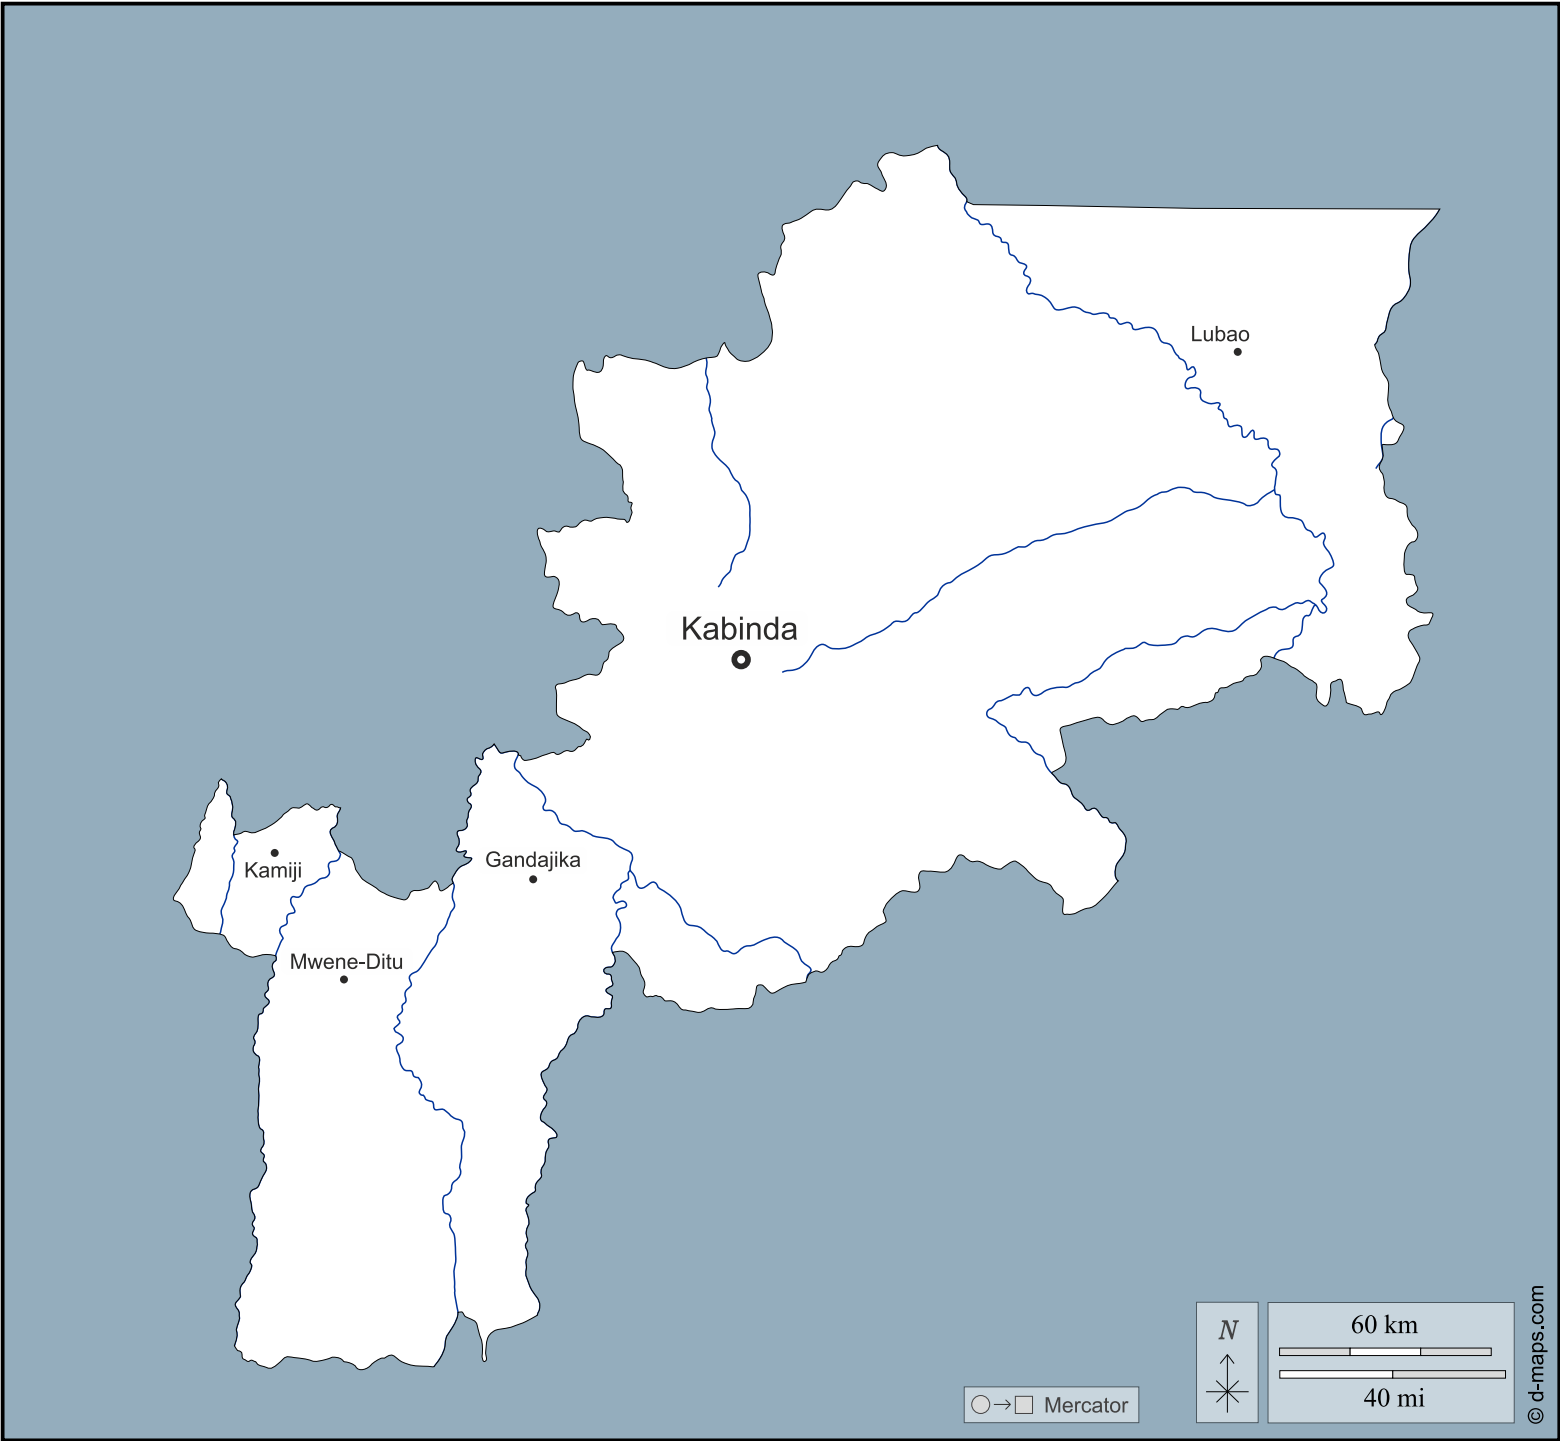 Lubao
Kabinda
Gandajika
Kamiji
Mwene-Ditu
N
60 km
40 mi
Mercator
© d-maps.com